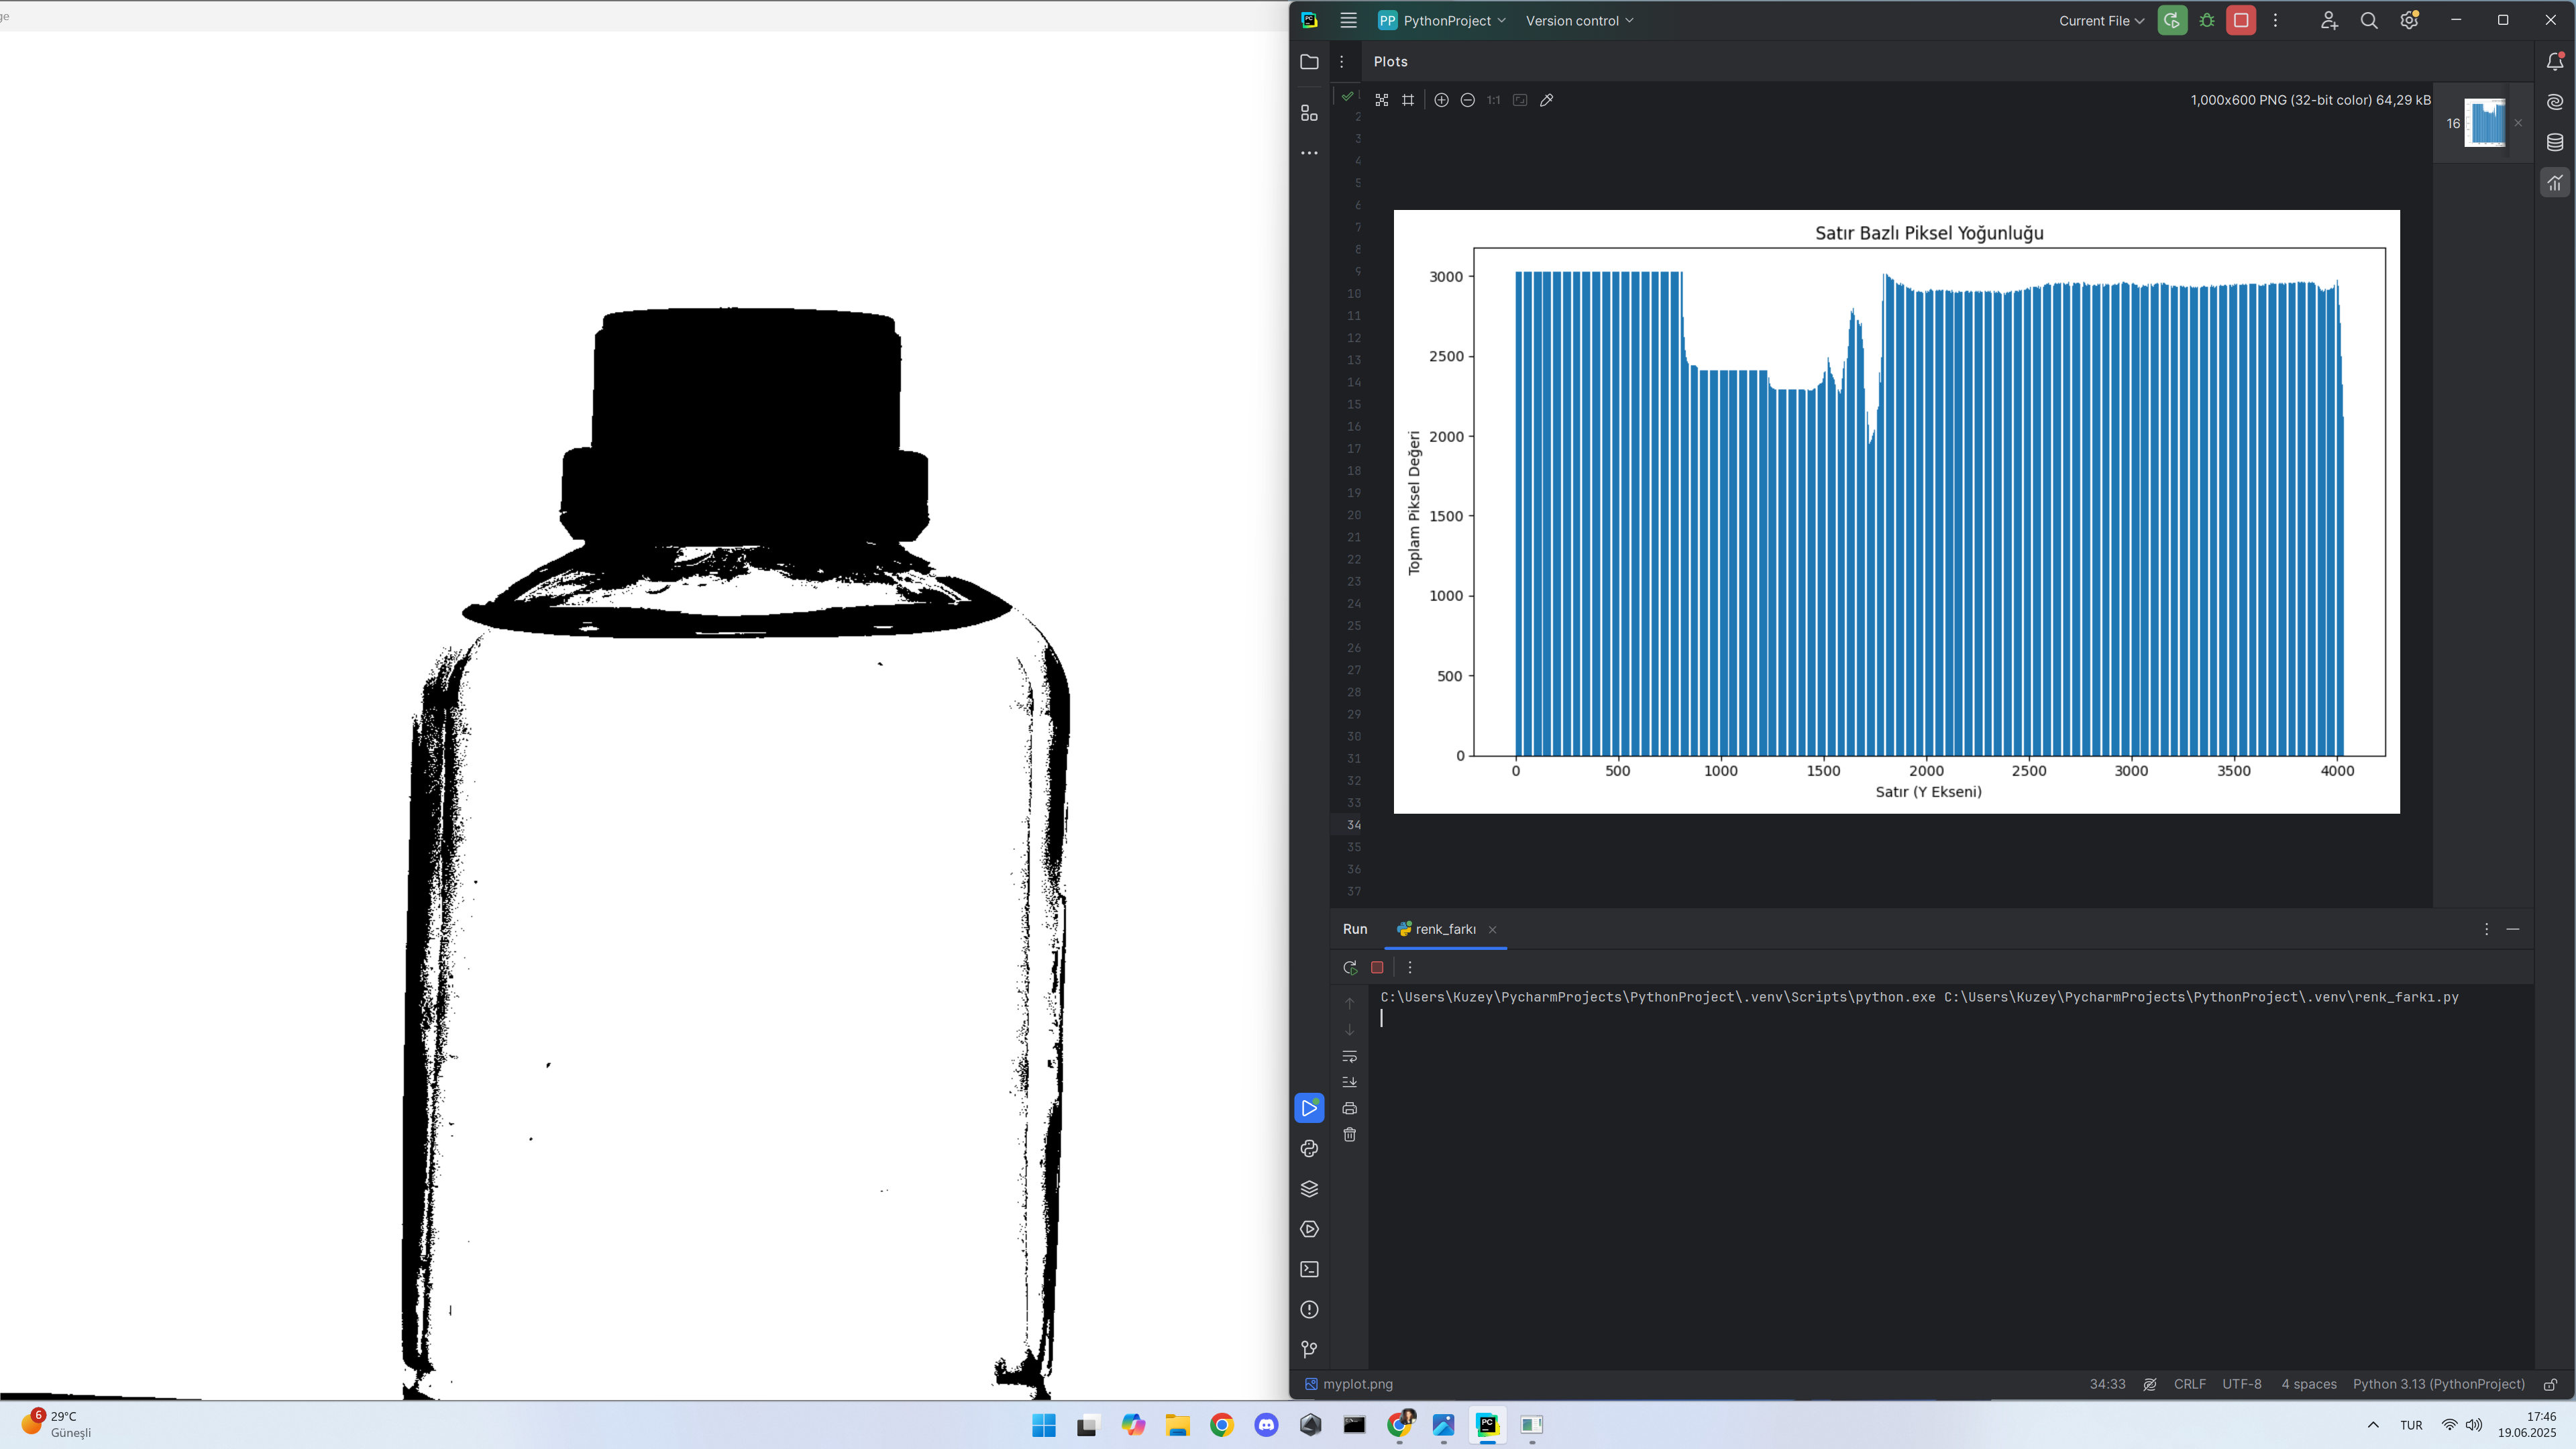 ge
PP PythonProject
Version control
Current File
Plots
1:1
1,000x600 PNG (32-bit color) 64,29 kB
16
2
3
4
5
6
7
8
9
10
11
12
13
14
15
16
17
18
19
20
21
22
23
24
25
26
27
28
29
30
31
32
33
34
35
36
37
Satır Bazlı Piksel Yoğunluğu
Toplam Piksel Değeri
3000
2500
2000
1500
1000
500
0
0 500 1000 1500 2000 2500 3000 3500 4000
Satır (Y Ekseni)
Run
renk_farkı
C:\Users\Kuzey\PycharmProjects\PythonProject\.venv\Scripts\python.exe C:\Users\Kuzey\PycharmProjects\PythonProject\.venv\renk_farkı.py
myplot.png
34:33
CRLF
UTF-8
4 spaces
Python 3.13 (PythonProject)
6
29°C
Güneşli
PC
TUR
17:46
19.06.2025